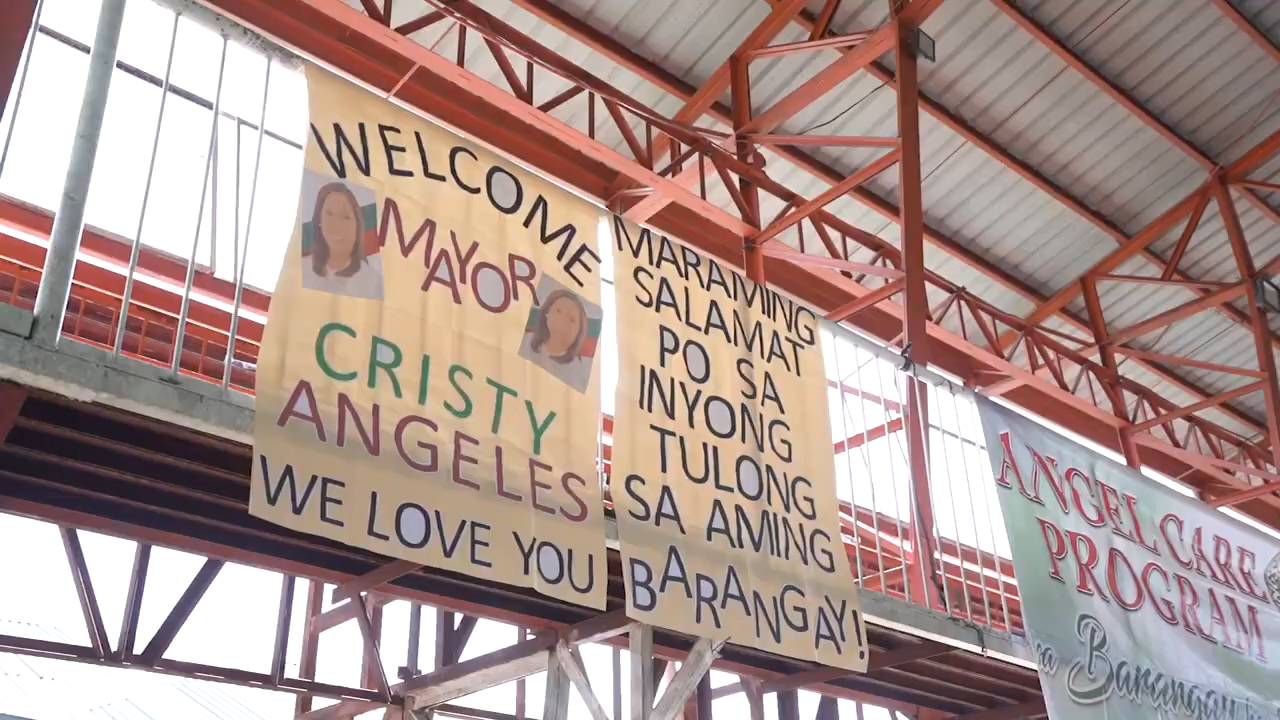 WELCOME
MAYOR
CRISTY
ANGELES
WE LOVE YOU
MARAMING
SALAMAT
PO SA
INYONG
TULONG
SA AMING
BARANGAY!
ANGEL CARE
PROGRAM
Barangay